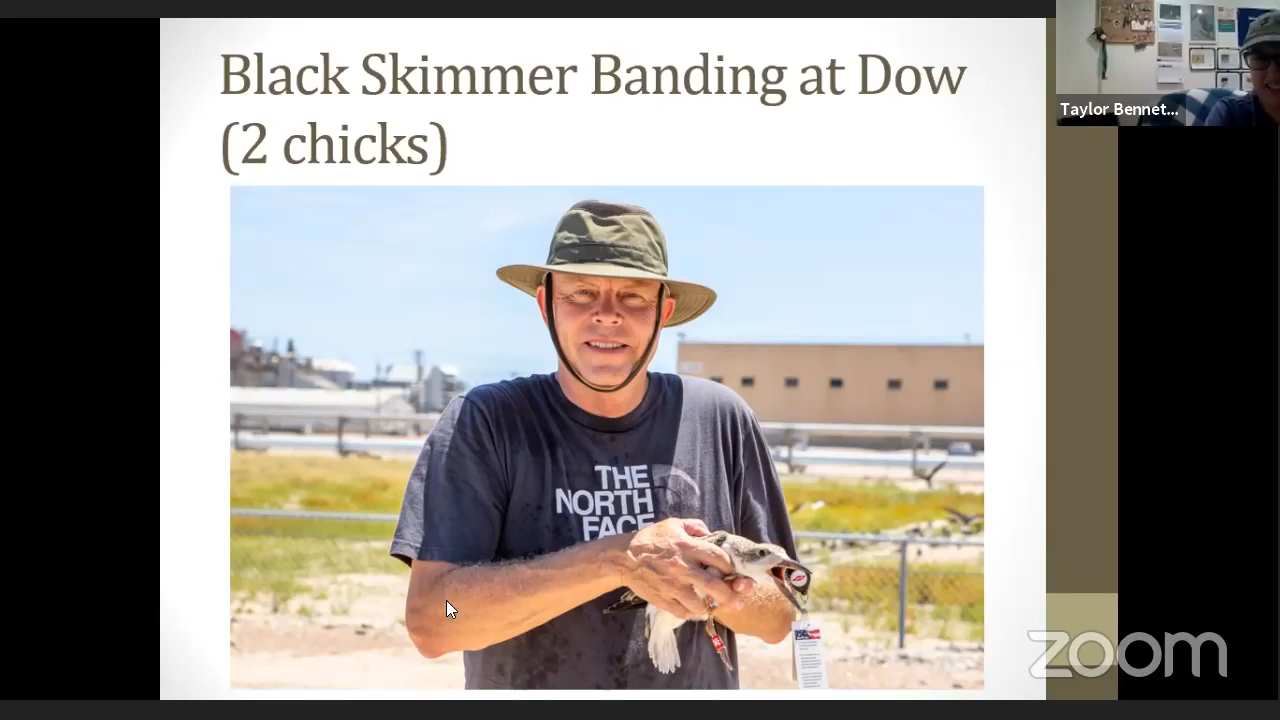 Black Skimmer Banding at Dow
(2 chicks)
Taylor Bennet...
THE
NORTH
FACE
zoom